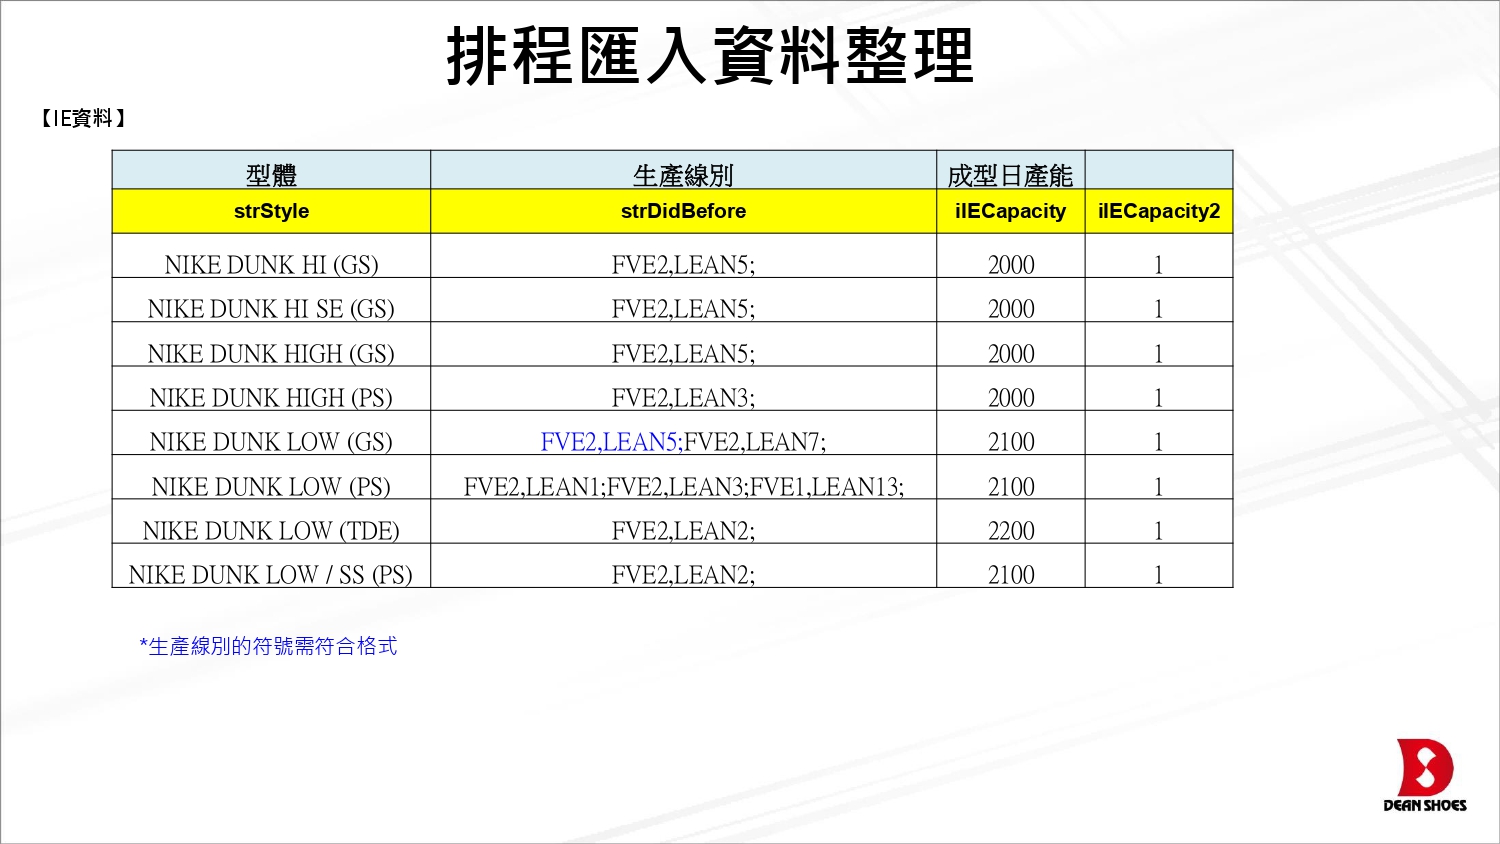 排程匯入資料整理
【IE資料】
型體 生產線別 成型日產能
strStyle strDidBefore iIECapacity iIECapacity2
NIKE DUNK HI (GS) FVE2,LEAN5; 2000 1
NIKE DUNK HI SE (GS) FVE2,LEAN5; 2000 1
NIKE DUNK HIGH (GS) FVE2,LEAN5; 2000 1
NIKE DUNK HIGH (PS) FVE2,LEAN3; 2000 1
NIKE DUNK LOW (GS) FVE2,LEAN5;FVE2,LEAN7; 2100 1
NIKE DUNK LOW (PS) FVE2,LEAN1;FVE2,LEAN3;FVE1,LEAN13; 2100 1
NIKE DUNK LOW (TDE) FVE2,LEAN2; 2200 1
NIKE DUNK LOW / SS (PS) FVE2,LEAN2; 2100 1
*生產線別的符號需符合格式
DEAN SHOES